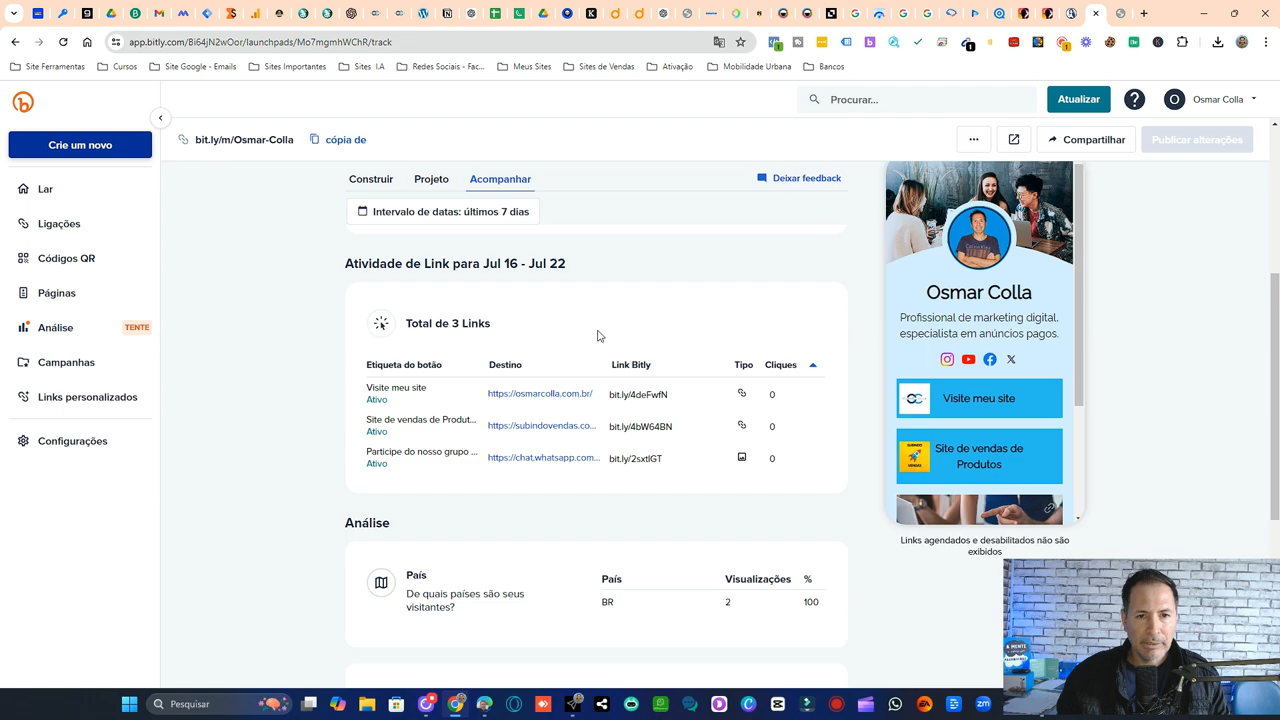 app.bitly.com/Bi64jN2wOor/launchpads/Mo7mgmhWChR/track
Site Ferramentas
Cursos
Site Google - Emails
Sites Importantes
Sites I.A
Redes Sociais - Fac...
Meus Sites
Sites de Vendas
Ativação
Mobilidade Urbana
Bancos
Procurar...
Atualizar
Osmar Colla
Crie um novo
bit.ly/m/Osmar-Colla
cópia de
Compartilhar
Publicar alterações
Lar
Ligações
Códigos QR
Páginas
Análise
TENTE
Campanhas
Links personalizados
Configurações
Construir
Projeto
Acompanhar
Deixar feedback
Intervalo de datas: últimos 7 dias
Atividade de Link para Jul 16 - Jul 22
Total de 3 Links
Etiqueta do botão Destino Link Bitly Tipo Cliques
Visite meu site https://osmarcolla.com.br/ bit.ly/4deFwfN 0
Ativo
Site de vendas de Produt... https://subindovendas.co... bit.ly/4bW64BN 0
Ativo
Participe do nosso grupo ... https://chat.whatsapp.com... bit.ly/2sxtlGT 0
Ativo
Análise
País
De quais países são seus
visitantes?
País Visualizações %
BR 2 100
Osmar Colla
Profissional de marketing digital,
especialista em anúncios pagos.
Visite meu site
Site de vendas de
Produtos
Links agendados e desabilitados não são
exibidos
Pesquisar